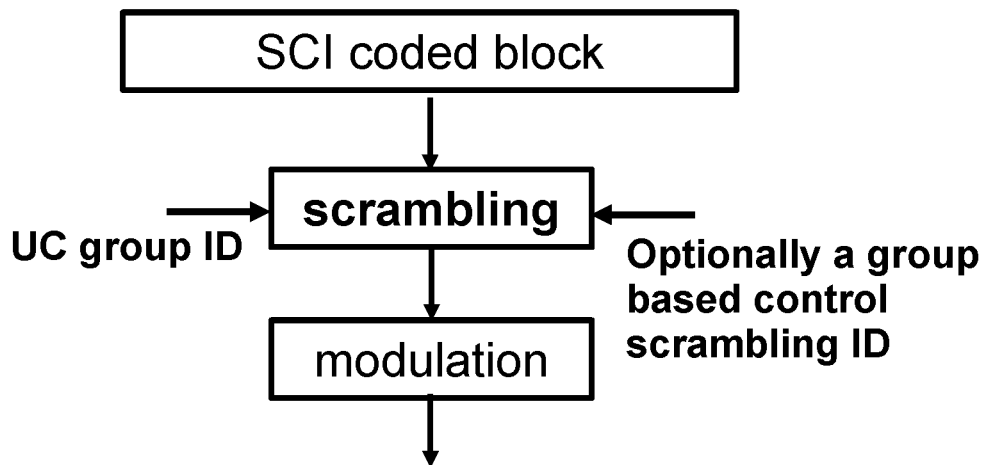 SCI coded block
scrambling
UC group ID
Optionally a group
based control
scrambling ID
modulation